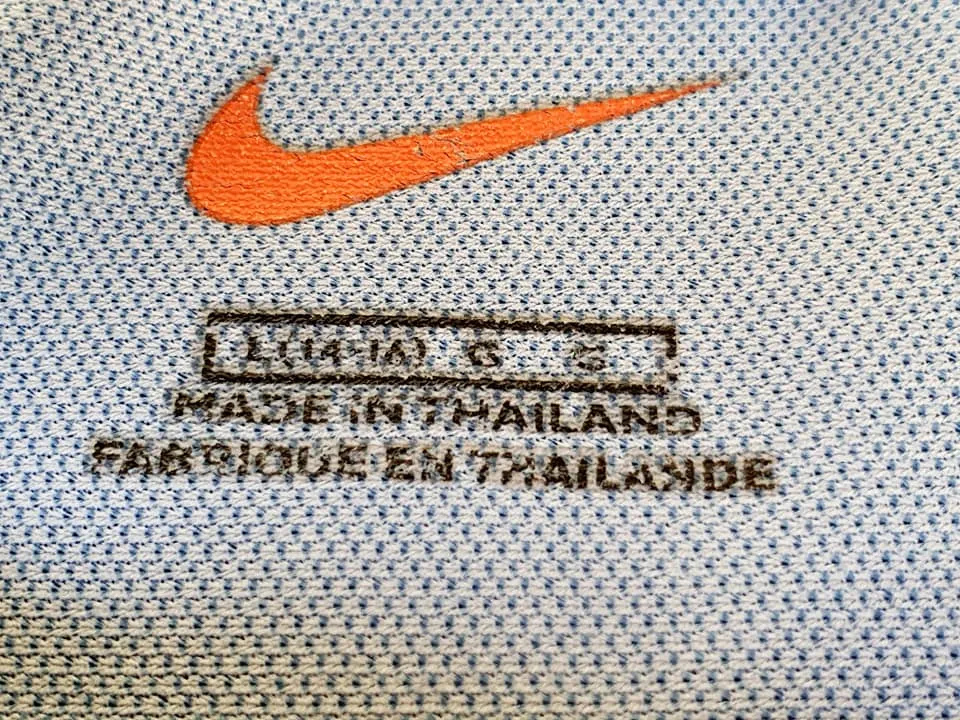 L(14-16) G G
MADE IN THAILAND
FABRIQUE EN THAILANDE